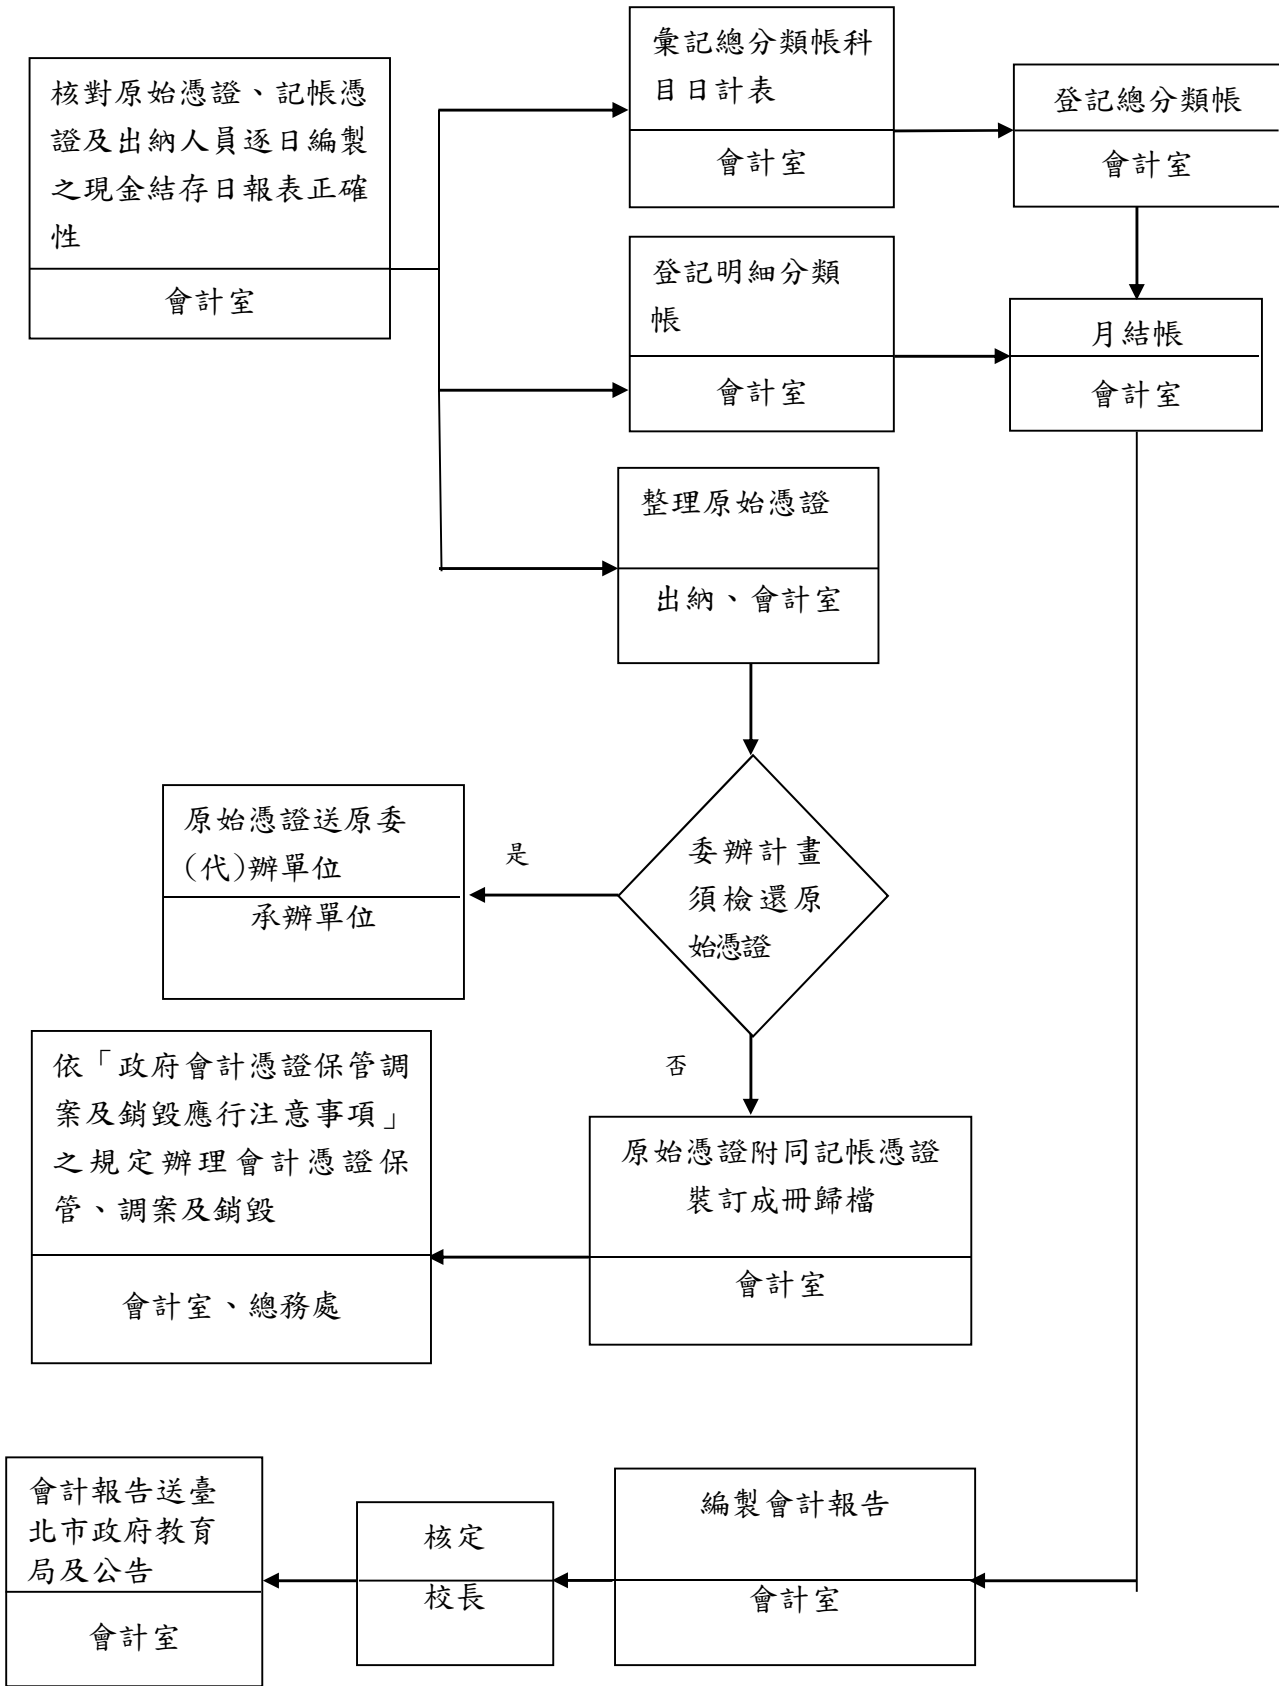 核對原始憑證、記帳憑
證及出納人員逐日編製
之現金結存日報表正確
性
會計室
彙記總分類帳科
目日計表
會計室
登記總分類帳
會計室
登記明細分類
帳
會計室
月結帳
會計室
整理原始憑證
出納、會計室
委辦計畫
須檢還原
始憑證
是
原始憑證送原委
(代)辦單位
承辦單位
否
原始憑證附同記帳憑證
裝訂成冊歸檔
會計室
依「政府會計憑證保管調
案及銷毀應行注意事項」
之規定辦理會計憑證保
管、調案及銷毀
會計室、總務處
編製會計報告
會計室
核定
校長
會計報告送臺
北市政府教育
局及公告
會計室